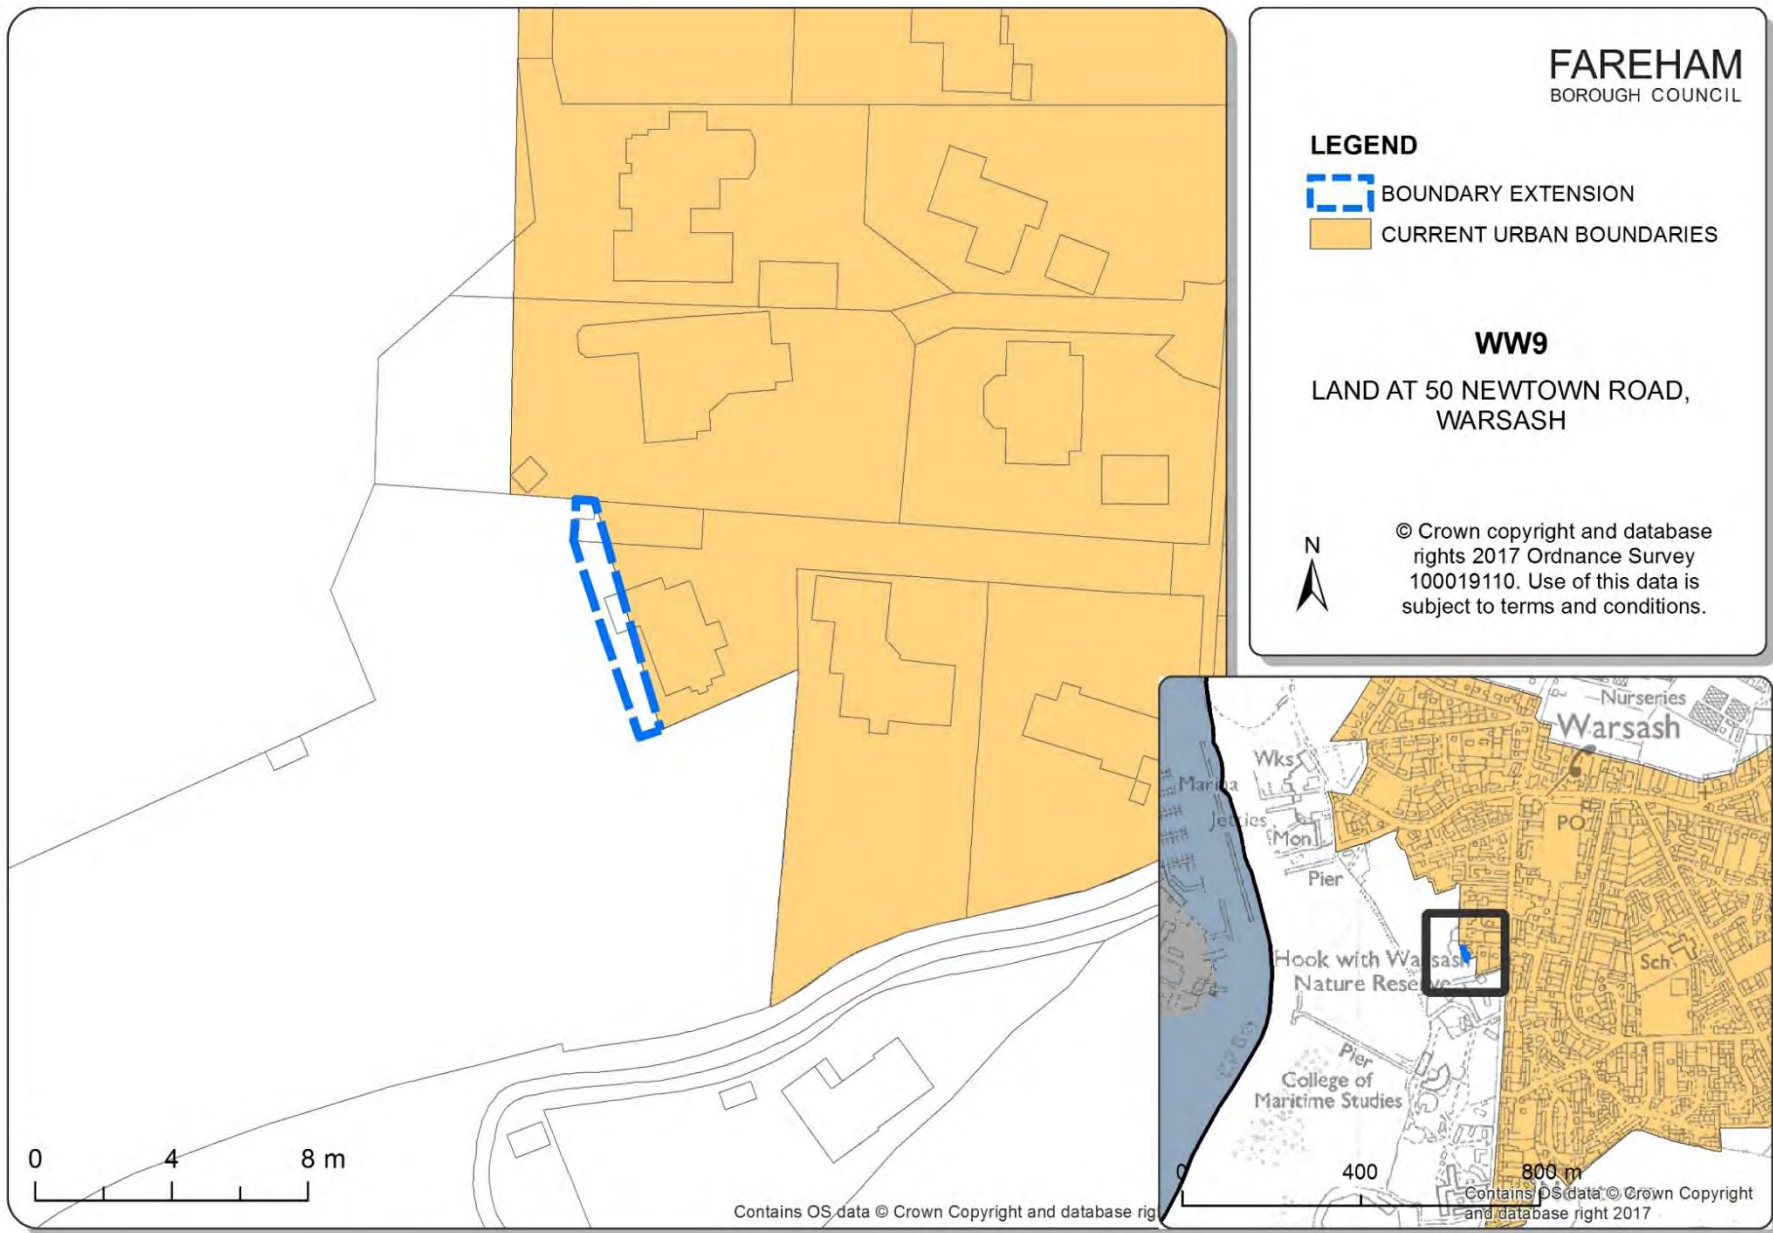 FAREHAM
BOROUGH COUNCIL
LEGEND
BOUNDARY EXTENSION
CURRENT URBAN BOUNDARIES
WW9
LAND AT 50 NEWTOWN ROAD,
WARSASH
N
© Crown copyright and database
rights 2017 Ordnance Survey
100019110. Use of this data is
subject to terms and conditions.
0 4 8 m
Contains OS data © Crown Copyright and database rig
Nurseries
Warsash
Wks
Marina
Jetties
Mon
PO
Pier
Hook with Warsash
Nature Reserve
Sch
Pier
College of
Maritime Studies
0 400 800 m
Contains OS data © Crown Copyright
and database right 2017